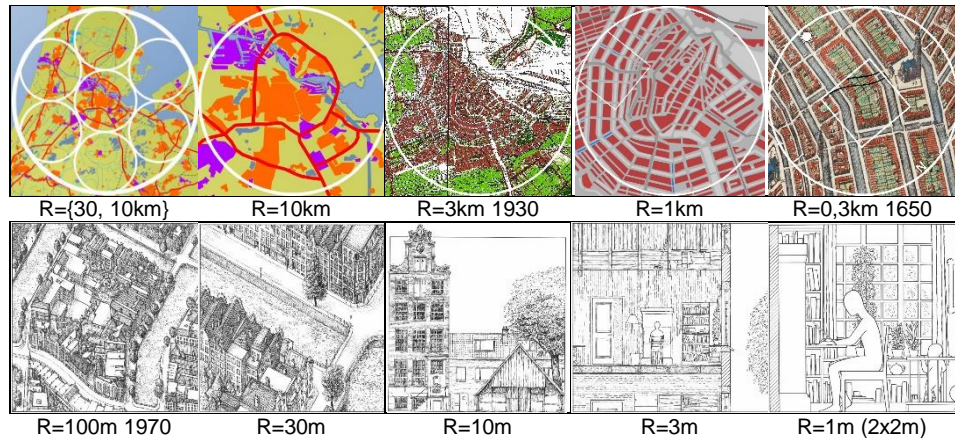 R={30, 10km}
R=10km
R=3km 1930
R=1km
R=0,3km 1650
R=100m 1970
R=30m
R=10m
R=3m
R=1m (2x2m)